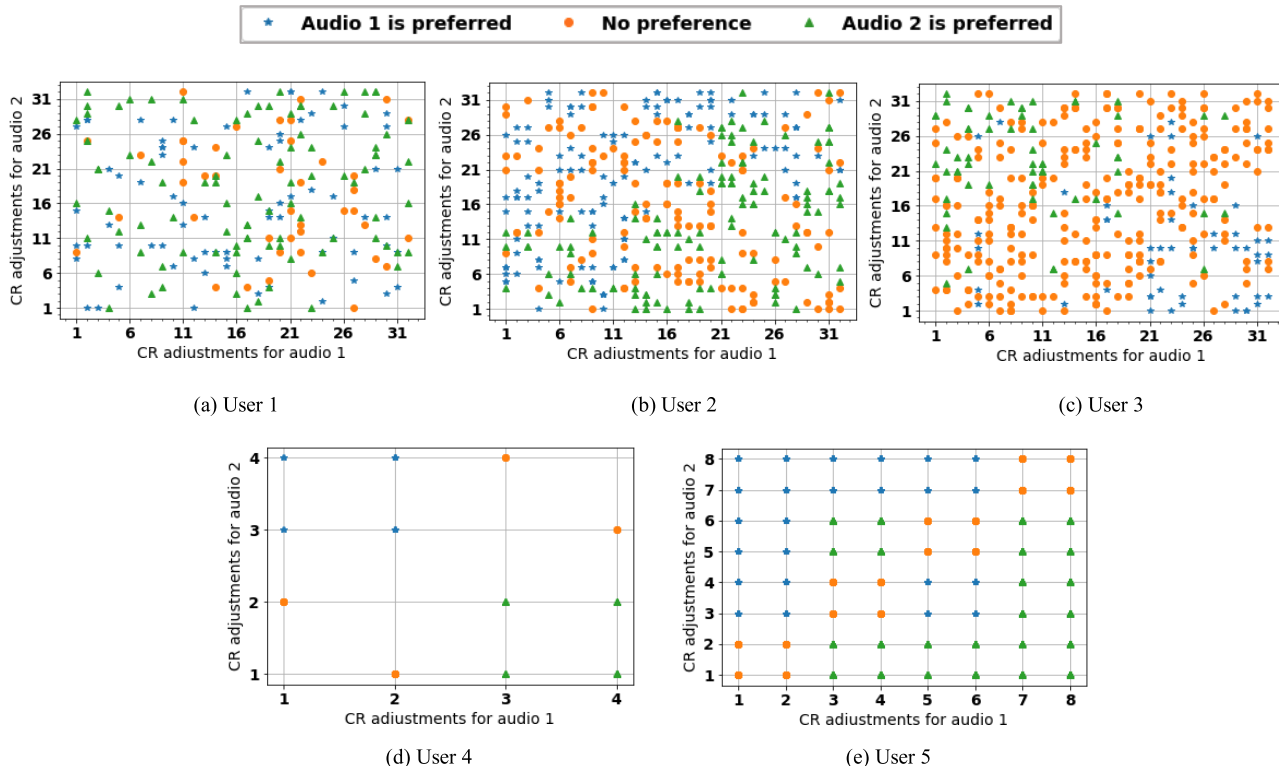 Audio 1 is preferred No preference Audio 2 is preferred
CR adjustments for audio 2
31
26
21
16
11
6
1
1 6 11 16 21 26 31
CR adiustments for audio 1
(a) User 1
CR adjustments for audio 2
31
26
21
16
11
6
1
1 6 11 16 21 26 31
CR adiustments for audio 1
(b) User 2
CR adjustments for audio 2
31
26
21
16
11
6
1
1 6 11 16 21 26 31
CR adiustments for audio 1
(c) User 3
CR adjustments for audio 2
4
3
2
1
1 2 3 4
CR adiustments for audio 1
(d) User 4
CR adjustments for audio 2
8
7
6
5
4
3
2
1
1 2 3 4 5 6 7 8
CR adiustments for audio 1
(e) User 5